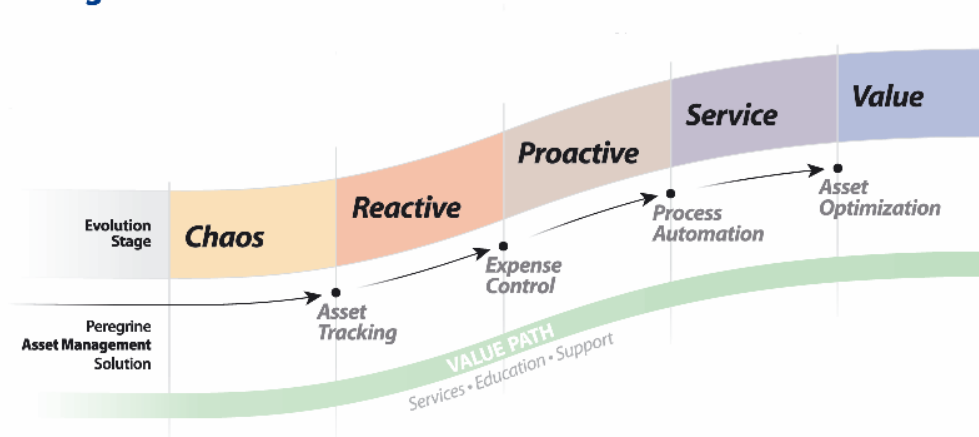 Evolution
Stage
Chaos
Reactive
Proactive
Service
Value
Peregrine
Asset Management
Solution
Asset
Tracking
Expense
Control
Process
Automation
Asset
Optimization
VALUE PATH
Services • Education • Support